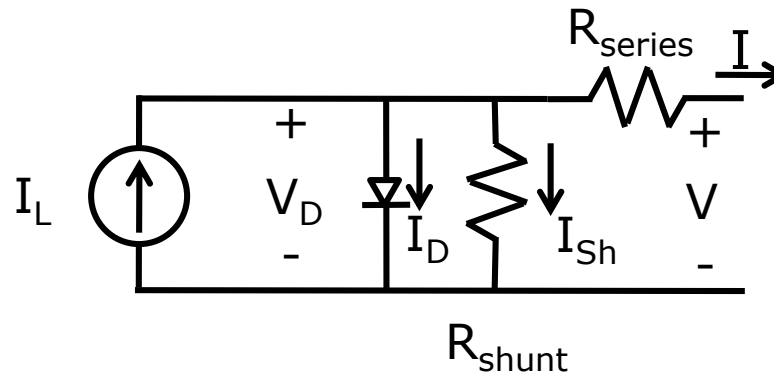 R_series
I
+
+
I_L
V_D
V
I_D
I_Sh
-
-
R_shunt